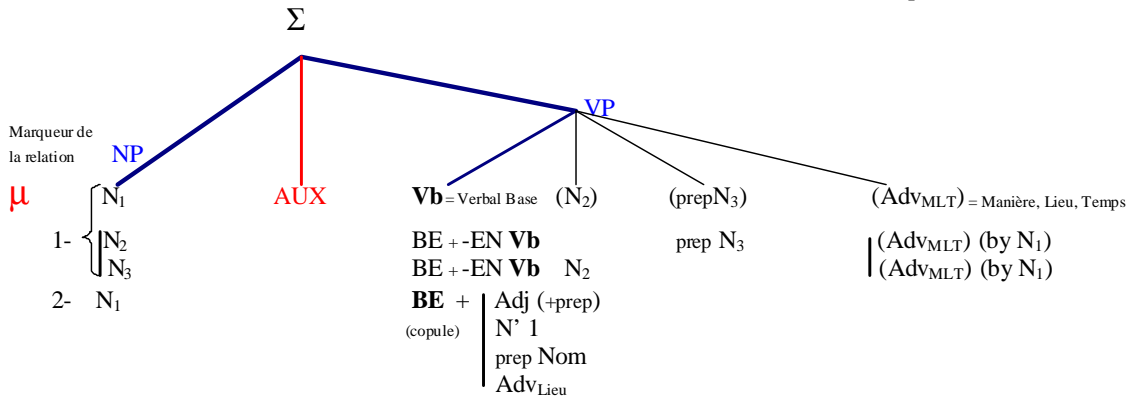 Σ
VP
Marqueur de
la relation
NP
μ N₁ AUX Vb = Verbal Base (N₂) (prepN₃) (AdvMLT) = Manière, Lieu, Temps
1- N₂ BE + -EN Vb prep N₃ (AdvMLT) (by N₁)
N₃ BE + -EN Vb N₂ (AdvMLT) (by N₁)
2- N₁ BE + Adj (+prep)
(copule) N' 1
prep Nom
AdvLieu